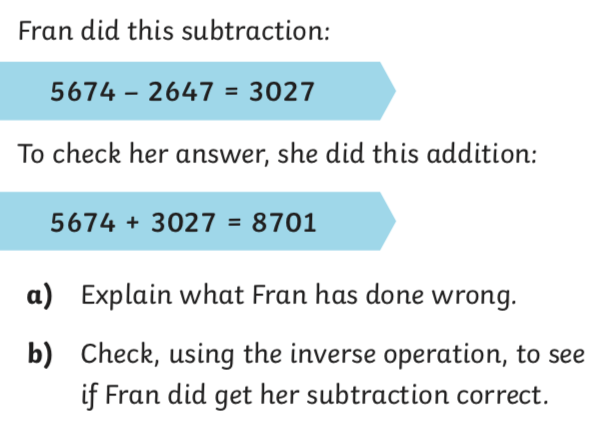 Fran did this subtraction:
5674 – 2647 = 3027
To check her answer, she did this addition:
5674 + 3027 = 8701
a) Explain what Fran has done wrong.
b) Check, using the inverse operation, to see
if Fran did get her subtraction correct.